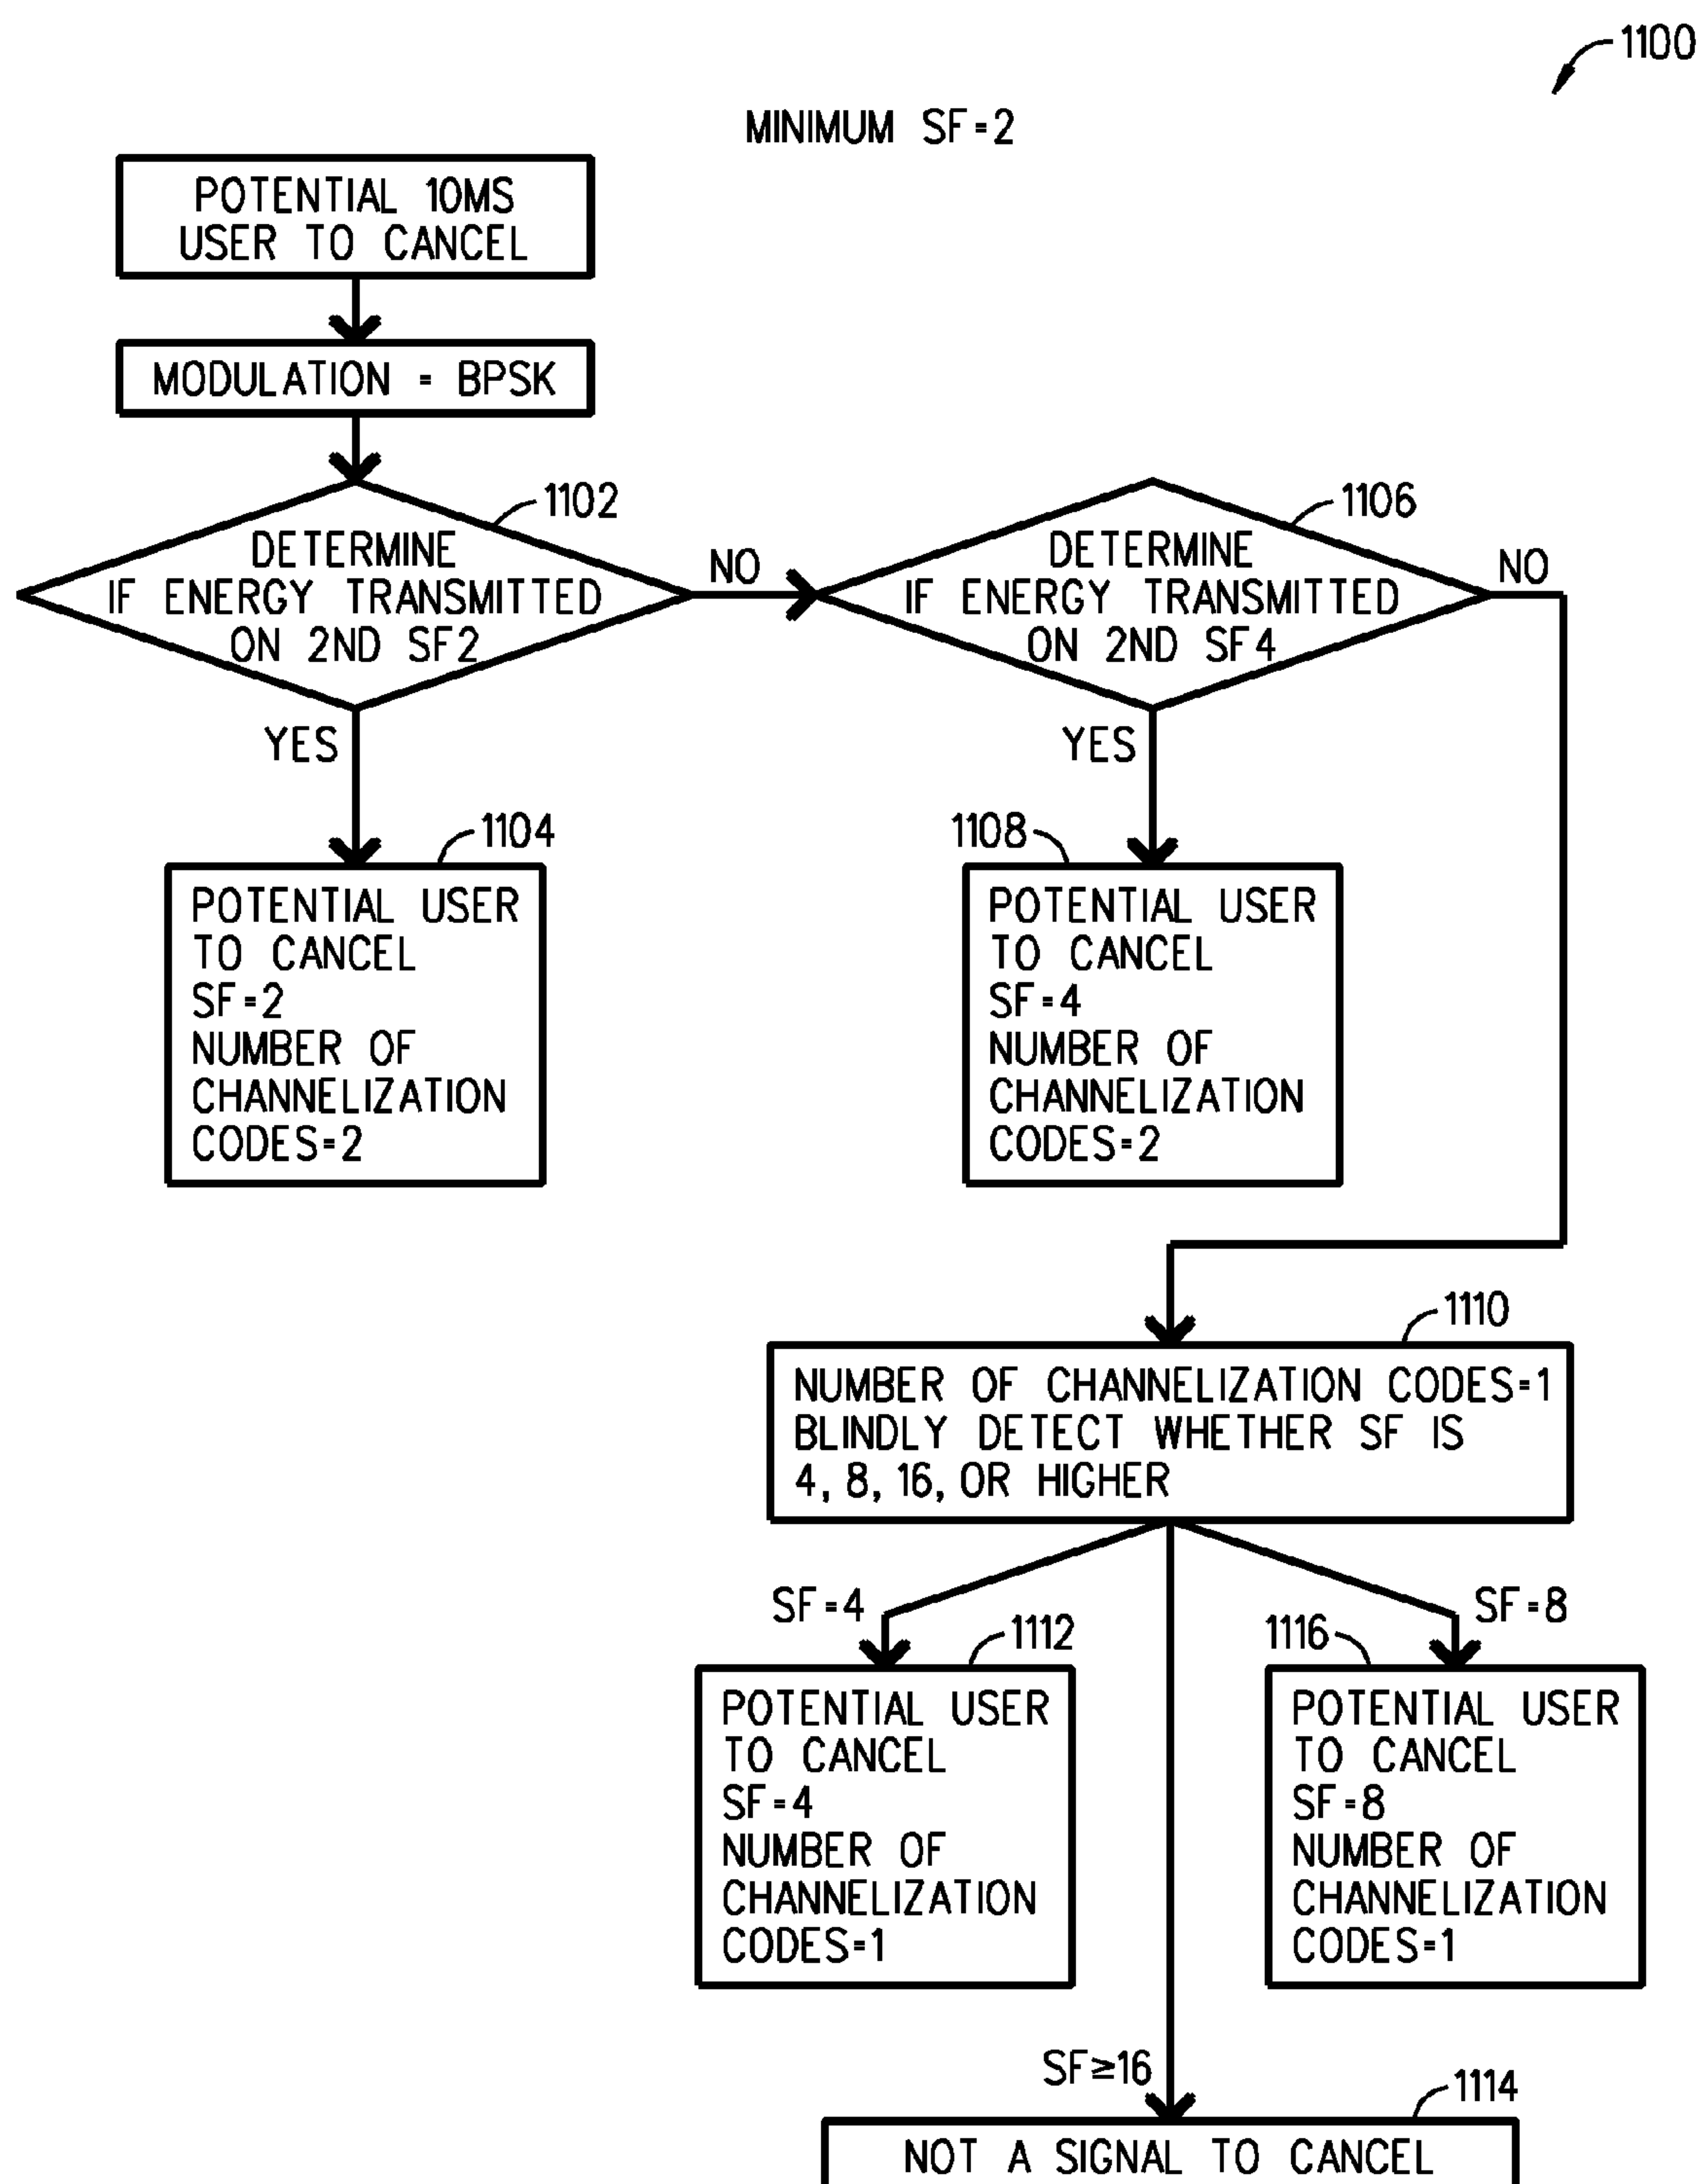 1100
MINIMUM SF=2
POTENTIAL 10MS
USER TO CANCEL
MODULATION = BPSK
1102
DETERMINE
IF ENERGY TRANSMITTED
ON 2ND SF2
NO
YES
1106
DETERMINE
IF ENERGY TRANSMITTED
ON 2ND SF4
NO
YES
1104
POTENTIAL USER
TO CANCEL
SF=2
NUMBER OF
CHANNELIZATION
CODES=2
1108
POTENTIAL USER
TO CANCEL
SF=4
NUMBER OF
CHANNELIZATION
CODES=2
1110
NUMBER OF CHANNELIZATION CODES=1
BLINDLY DETECT WHETHER SF IS
4, 8, 16, OR HIGHER
SF=4
1112
POTENTIAL USER
TO CANCEL
SF=4
NUMBER OF
CHANNELIZATION
CODES=1
SF=8
1116
POTENTIAL USER
TO CANCEL
SF=8
NUMBER OF
CHANNELIZATION
CODES=1
SF≥16
1114
NOT A SIGNAL TO CANCEL